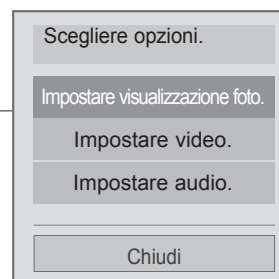 Scegliere opzioni.
Impostare visualizzazione foto.
Impostare video.
Impostare audio.
Chiudi